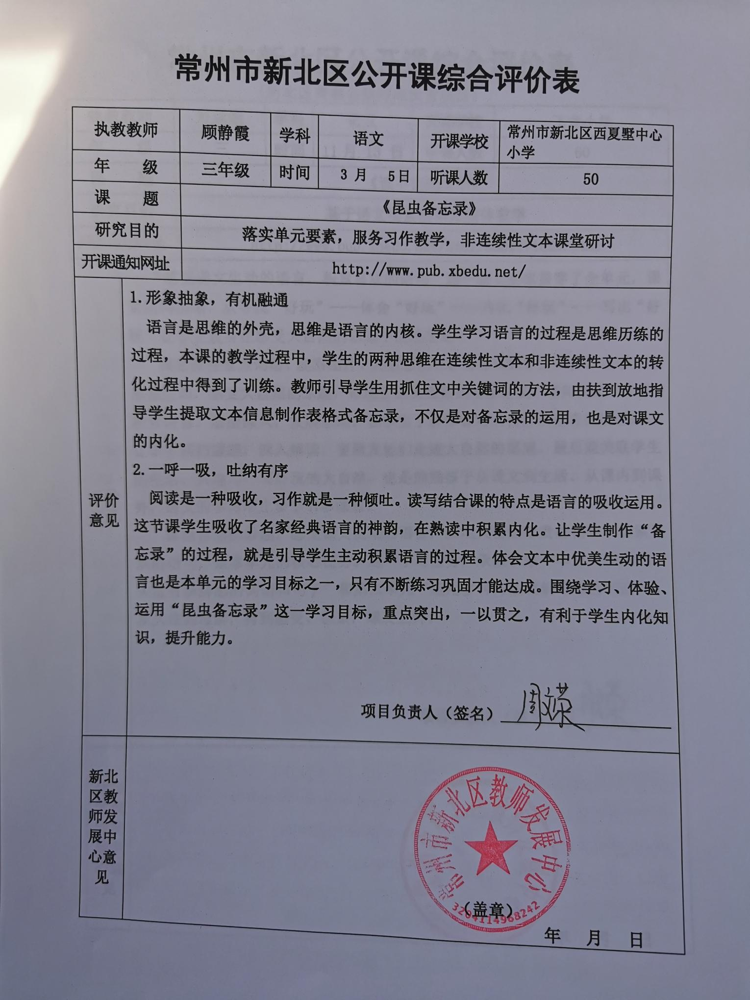 常州市新北区公开课综合评价表
执教教师 顾静霞 学科 语文 开课学校 常州市新北区西夏墅中心
小学
年 级 三年级 时间 3 月 5日 听课人数 50
课 题 《昆虫备忘录》
研究目的 落实单元要素，服务习作教学，非连续性文本课堂研讨
开课通知网址 http://www.pub.xbedu.net/
评价
意见
1.形象抽象，有机融通
语言是思维的外壳，思维是语言的内核。学生学习语言的过程是思维历练的
过程，本课的教学过程中，学生的两种思维在连续性文本和非连续性文本的转
化过程中得到了训练。教师引导学生用抓住文中关键词的方法，由扶到放地指
导学生提取文本信息制作表格式备忘录，不仅是对备忘录的运用，也是对课文
的内化。
2.一呼一吸，吐纳有序
阅读是一种吸收，习作就是一种倾吐。读写结合课的特点是语言的吸收运用。
这节课学生吸收了名家经典语言的神韵，在熟读中积累内化。让学生制作“备
忘录”的过程，就是引导学生主动积累语言的过程。体会文本中优美生动的语
言也是本单元的学习目标之一，只有不断练习巩固才能达成。围绕学习、体验、
运用“昆虫备忘录”这一学习目标，重点突出，一以贯之，有利于学生内化知
识，提升能力。
项目负责人（签名） 周文荣
新北
区教
师发
展中
心意
见
常州市新北区教师发展中心
3204114968242
（盖章）
年 月 日